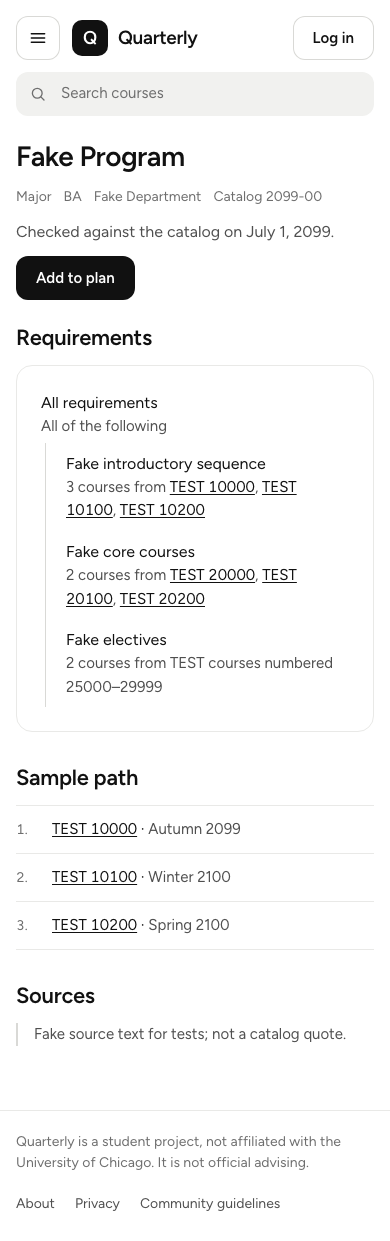 Q Quarterly
Log in
Search courses
Fake Program
Major BA Fake Department Catalog 2099-00
Checked against the catalog on July 1, 2099.
Add to plan
Requirements
All requirements
All of the following
Fake introductory sequence
3 courses from TEST 10000, TEST
10100, TEST 10200
Fake core courses
2 courses from TEST 20000, TEST
20100, TEST 20200
Fake electives
2 courses from TEST courses numbered
25000–29999
Sample path
1. TEST 10000 · Autumn 2099
2. TEST 10100 · Winter 2100
3. TEST 10200 · Spring 2100
Sources
Fake source text for tests; not a catalog quote.
Quarterly is a student project, not affiliated with the
University of Chicago. It is not official advising.
About Privacy Community guidelines